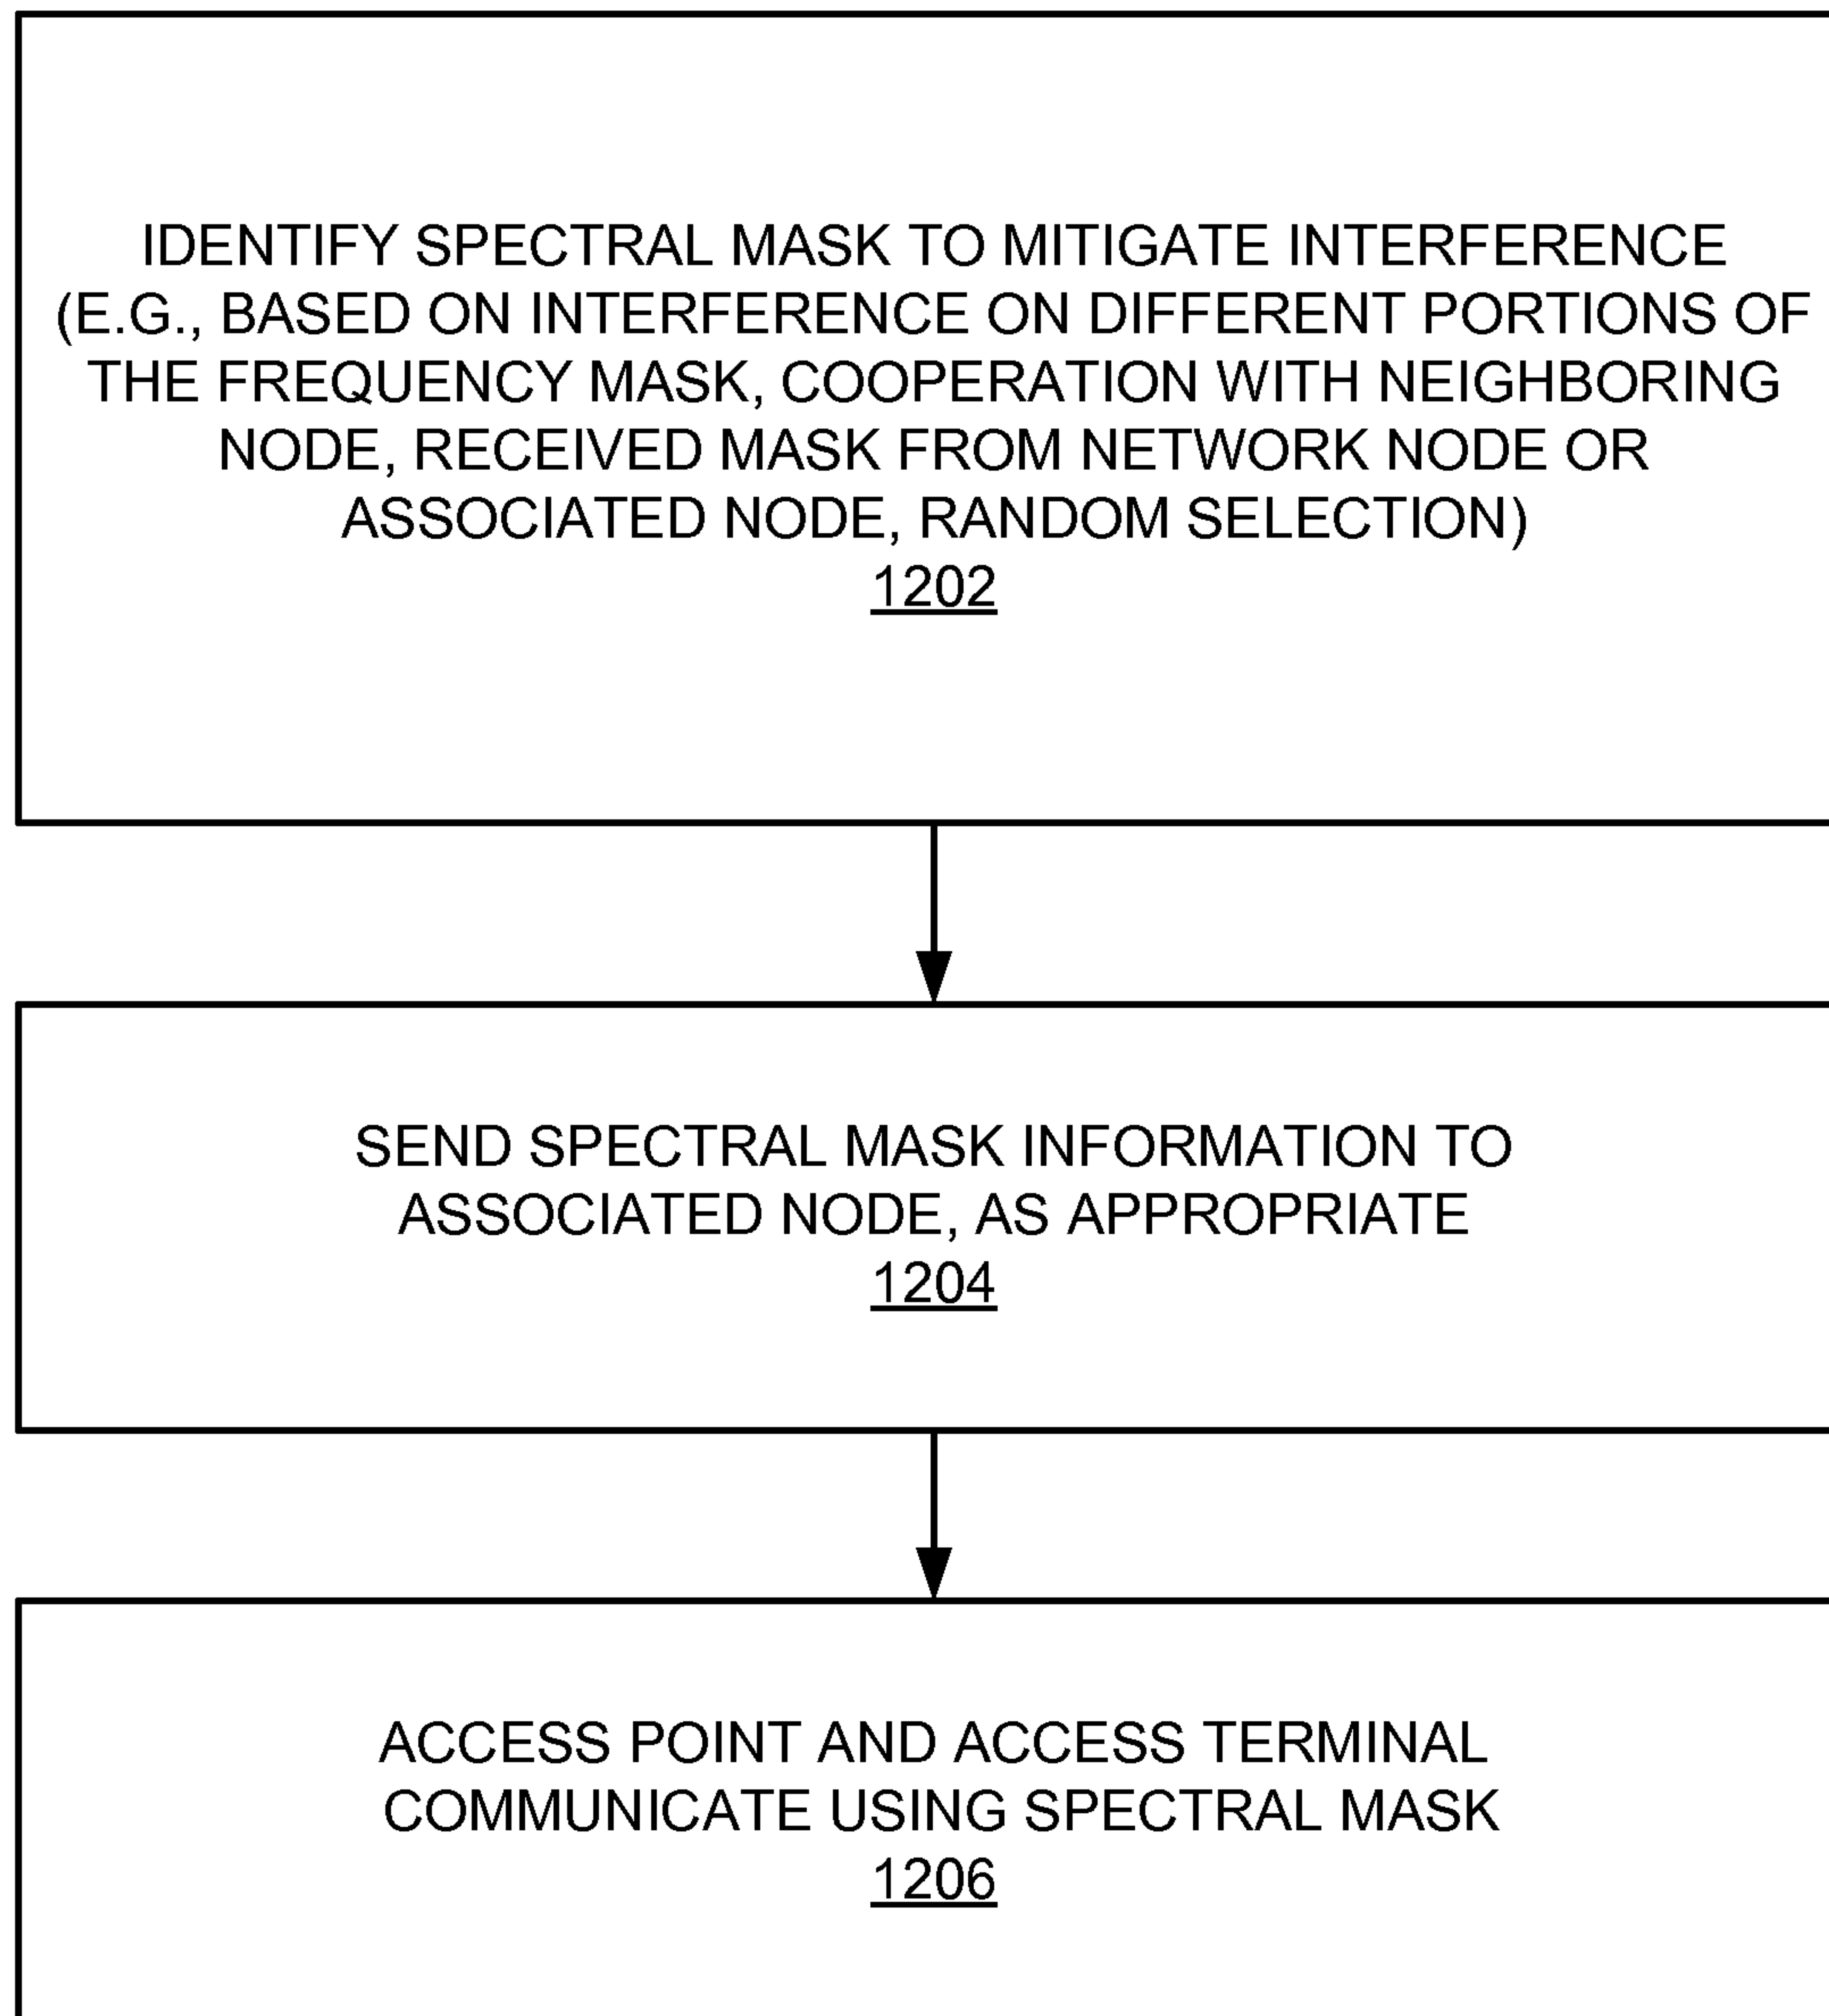 IDENTIFY SPECTRAL MASK TO MITIGATE INTERFERENCE
(E.G., BASED ON INTERFERENCE ON DIFFERENT PORTIONS OF
THE FREQUENCY MASK, COOPERATION WITH NEIGHBORING
NODE, RECEIVED MASK FROM NETWORK NODE OR
ASSOCIATED NODE, RANDOM SELECTION)
1202
SEND SPECTRAL MASK INFORMATION TO
ASSOCIATED NODE, AS APPROPRIATE
1204
ACCESS POINT AND ACCESS TERMINAL
COMMUNICATE USING SPECTRAL MASK
1206